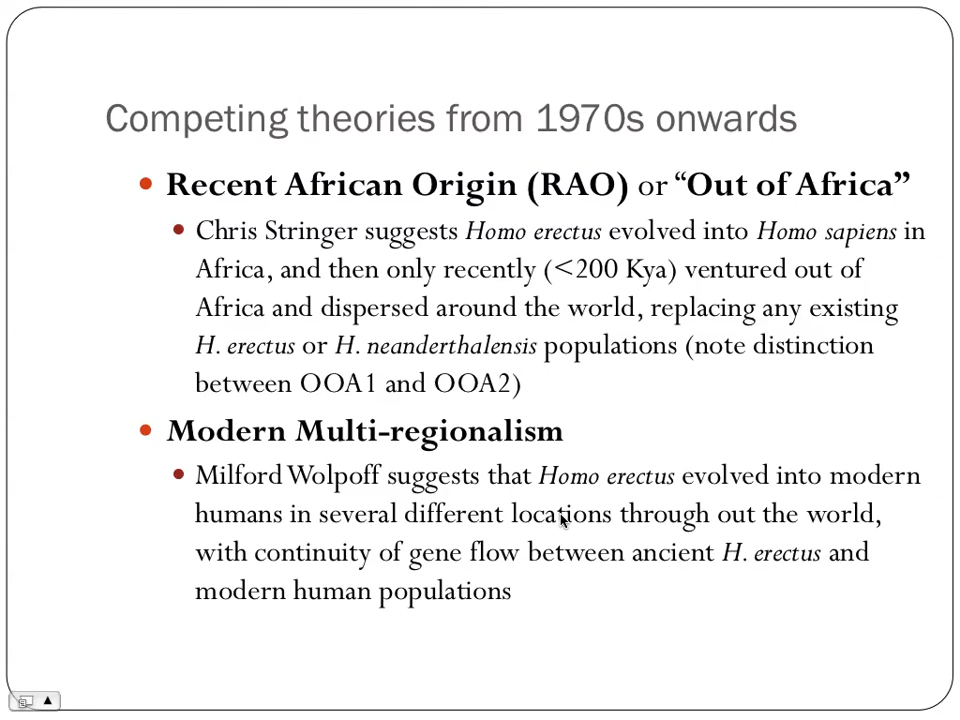 Competing theories from 1970s onwards
• Recent African Origin (RAO) or “Out of Africa”
• Chris Stringer suggests Homo erectus evolved into Homo sapiens in
Africa, and then only recently (<200 Kya) ventured out of
Africa and dispersed around the world, replacing any existing
H. erectus or H. neanderthalensis populations (note distinction
between OOA1 and OOA2)
• Modern Multi-regionalism
• Milford Wolpoff suggests that Homo erectus evolved into modern
humans in several different locations through out the world,
with continuity of gene flow between ancient H. erectus and
modern human populations